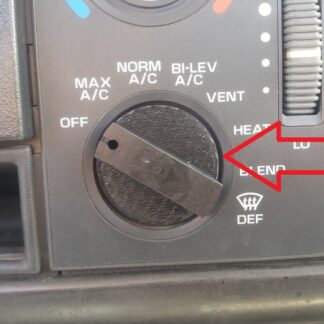 NORM
A/C
BI-LEV
A/C
MAX
A/C
VENT
OFF
HEAT
LO
BLEND
DEF